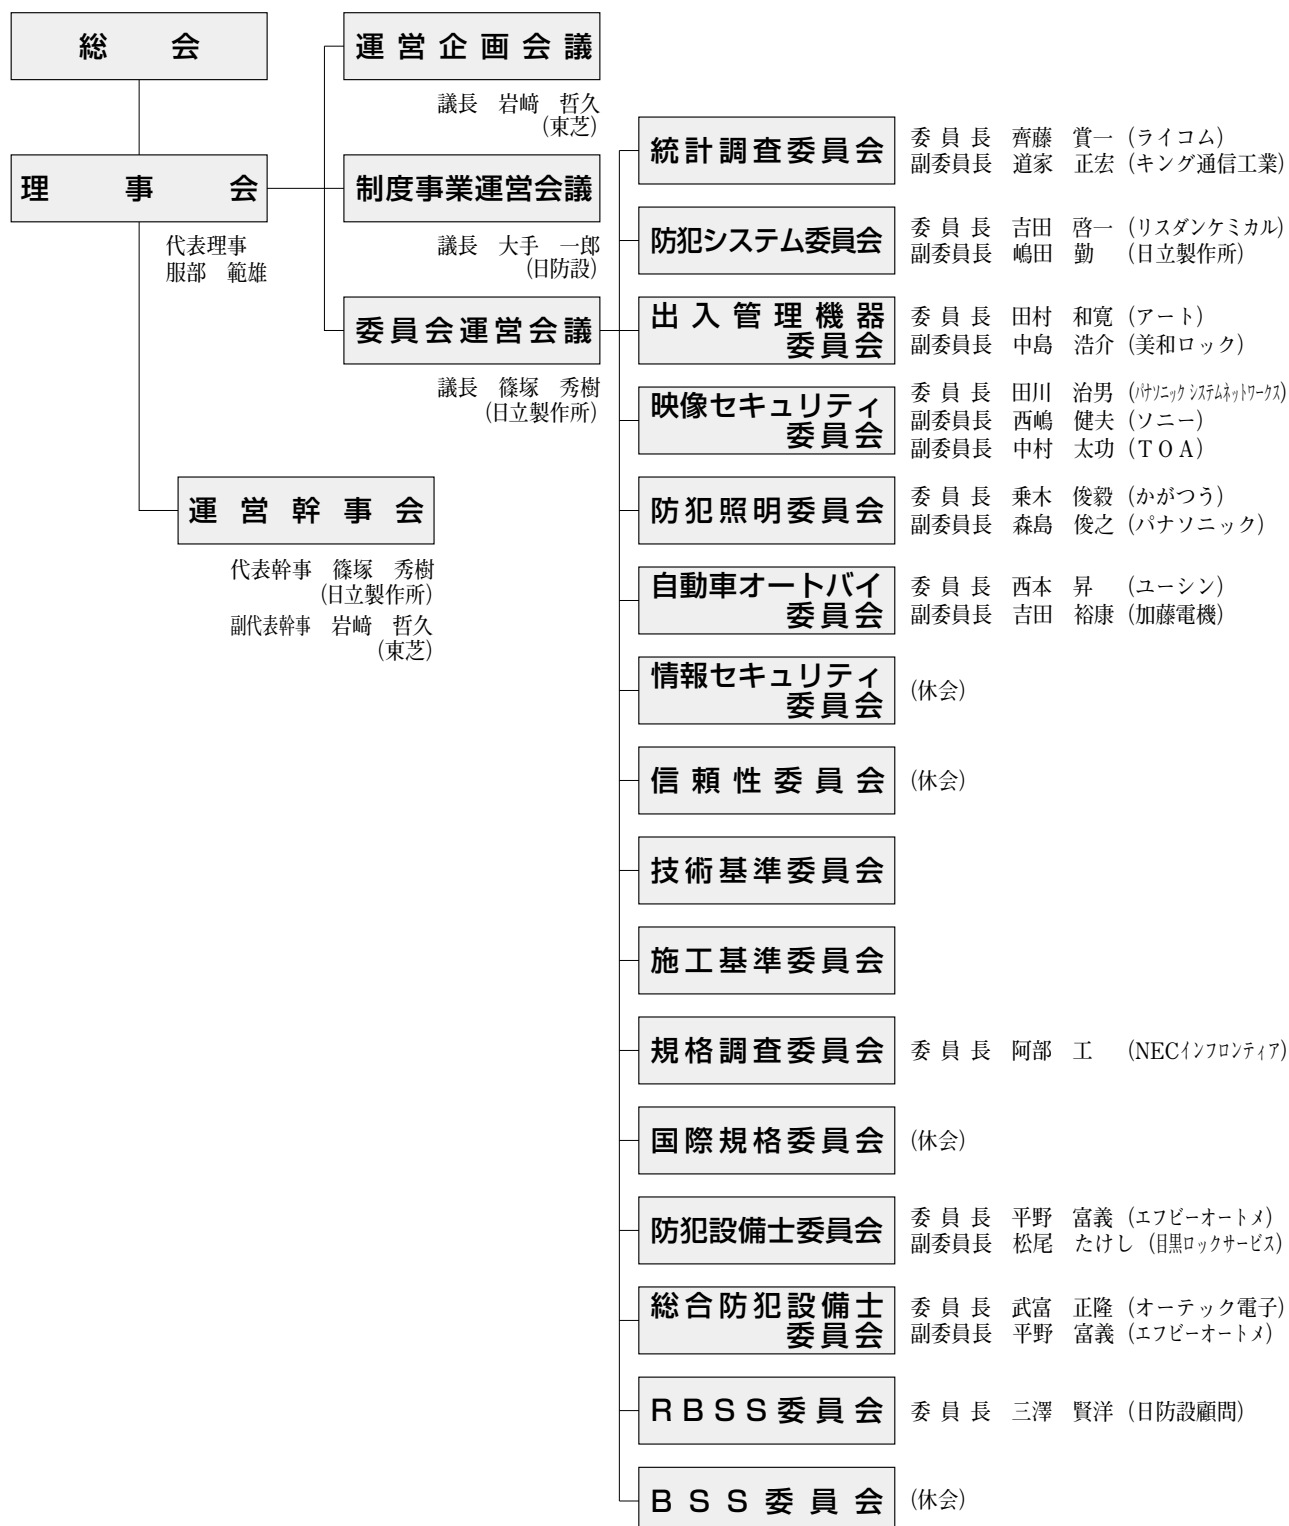 総会
理事会
代表理事
服部 範雄
運営企画会議
議長 岩﨑 哲久
(東芝)
制度事業運営会議
議長 大手 一郎
(日防設)
委員会運営会議
議長 篠塚 秀樹
(日立製作所)
運営幹事会
代表幹事 篠塚 秀樹
(日立製作所)
副代表幹事 岩﨑 哲久
(東芝)
統計調査委員会
委員長 齊藤 賞一 (ライコム)
副委員長 道家 正宏 (キング通信工業)
防犯システム委員会
委員長 吉田 啓一 (リスダンケミカル)
副委員長 嶋田 勤 (日立製作所)
出入管理機器
委員会
委員長 田村 和寛 (アート)
副委員長 中島 浩介 (美和ロック)
映像セキュリティ
委員会
委員長 田川 治男 (パナソニック システムネットワークス)
副委員長 西嶋 健夫 (ソニー)
副委員長 中村 太功 (TOA)
防犯照明委員会
委員長 乗木 俊毅 (かがつう)
副委員長 森島 俊之 (パナソニック)
自動車オートバイ
委員会
委員長 西本 昇 (ユーシン)
副委員長 吉田 裕康 (加藤電機)
情報セキュリティ
委員会
(休会)
信頼性委員会
(休会)
技術基準委員会
施工基準委員会
規格調査委員会
委員長 阿部 工 (NECインフロンティア)
国際規格委員会
(休会)
防犯設備士委員会
委員長 平野 富義 (エフビーオートメ)
副委員長 松尾 たけし (目黒ロックサービス)
総合防犯設備士
委員会
委員長 武富 正隆 (オーテック電子)
副委員長 平野 富義 (エフビーオートメ)
RBSS委員会
委員長 三澤 賢洋 (日防設顧問)
BSS委員会
(休会)